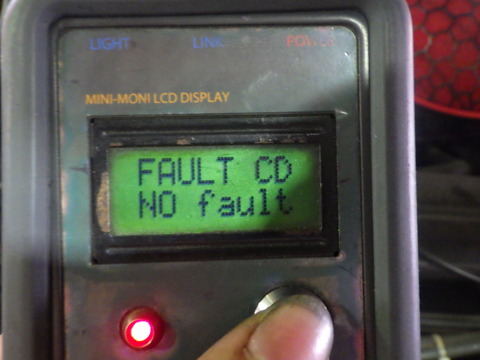 LIGHT LINK POWER
MINI-MONI LCD DISPLAY
FAULT CD
NO fault